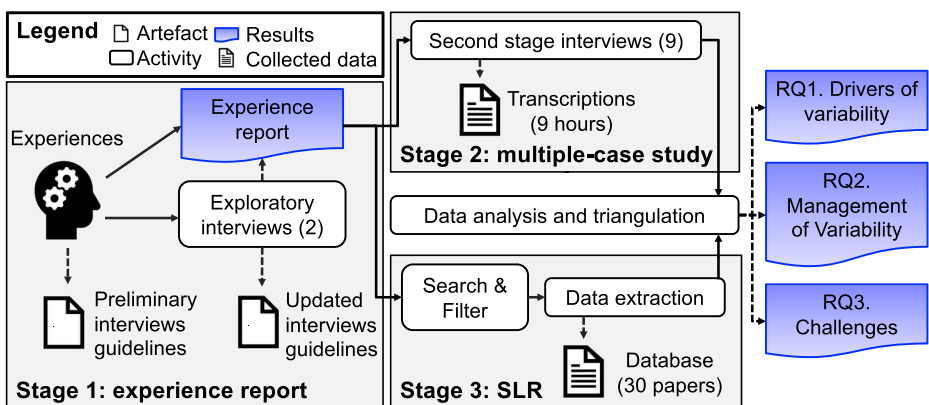 Legend
Artefact
Results
Activity
Collected data
Experiences
Experience
report
Exploratory
interviews (2)
Preliminary
interviews
guidelines
Updated
interviews
guidelines
Stage 1: experience report
Second stage interviews (9)
Transcriptions
(9 hours)
Stage 2: multiple-case study
Data analysis and triangulation
Search &
Filter
Data extraction
Database
(30 papers)
Stage 3: SLR
RQ1. Drivers of
variability
RQ2.
Management
of Variability
RQ3.
Challenges